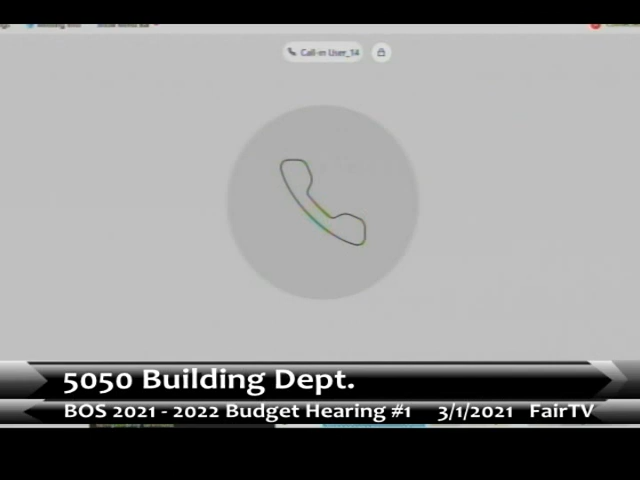 Call-in User_14
5050 Building Dept.
BOS 2021 - 2022 Budget Hearing #1 3/1/2021 FairTV